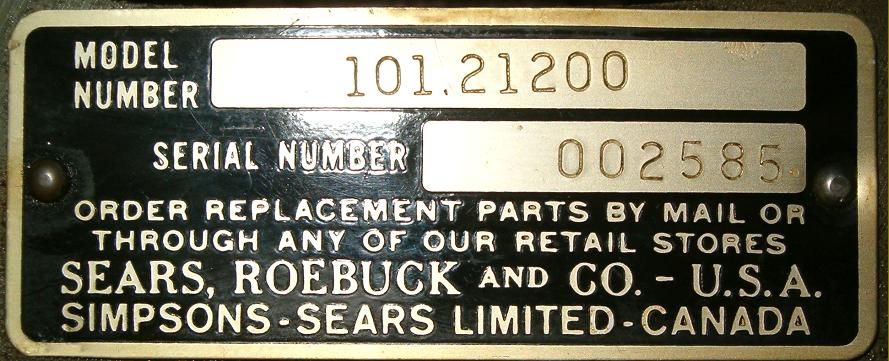 MODEL NUMBER 101.21200
SERIAL NUMBER 002585
ORDER REPLACEMENT PARTS BY MAIL OR
THROUGH ANY OF OUR RETAIL STORES
SEARS, ROEBUCK AND CO. - U.S.A.
SIMPSONS-SEARS LIMITED-CANADA